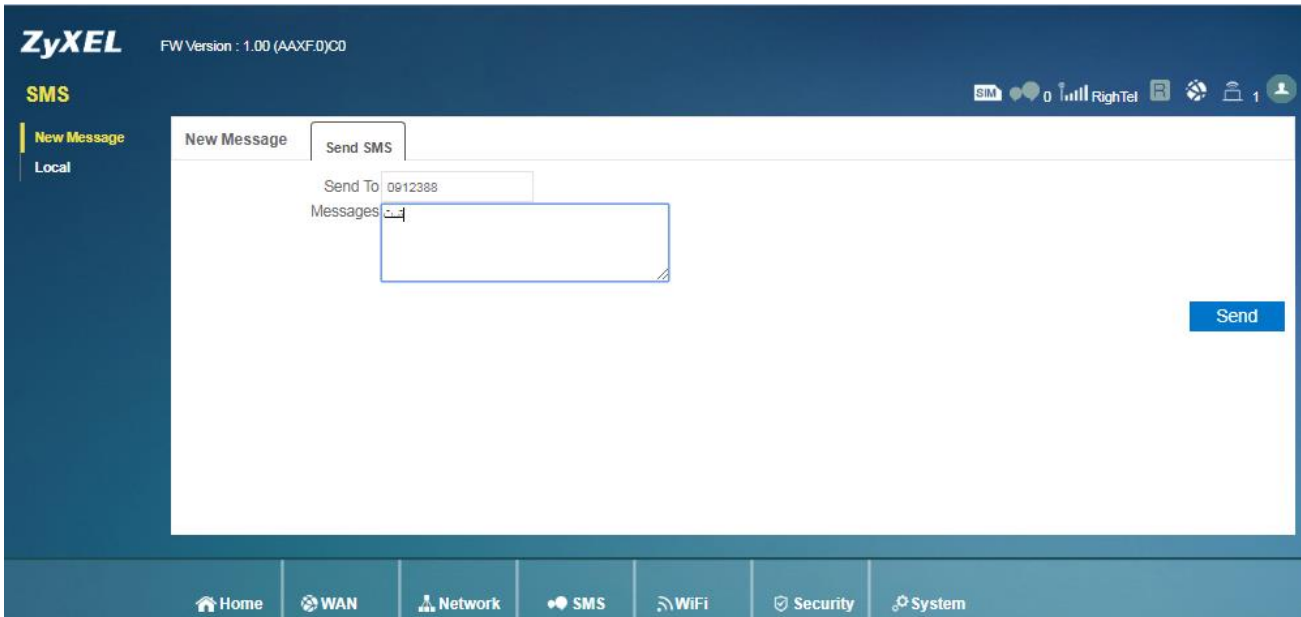 ZyXEL FW Version : 1.00 (AAXF.0)C0
SMS
SIM 0 RighTel R 1
New Message
Local
New Message Send SMS
Send To 0912388
Messages
Send
Home WAN Network SMS WiFi Security System